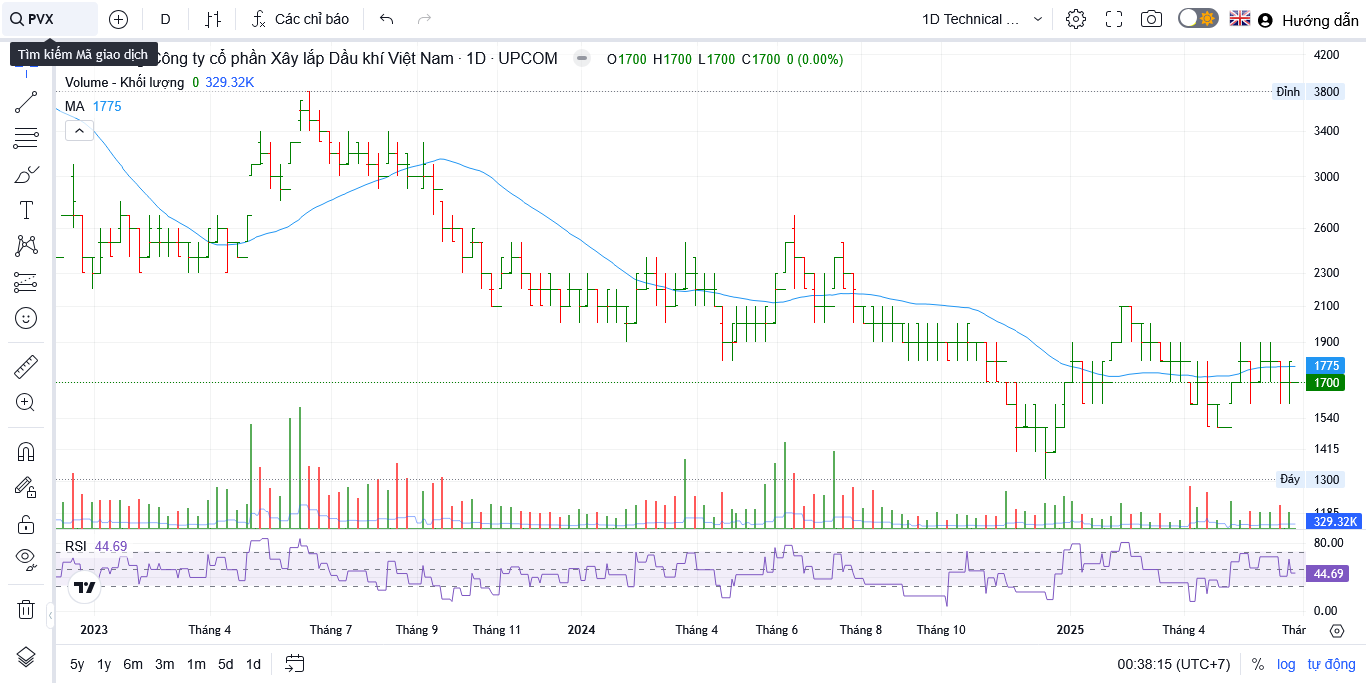 PVX
D
Các chỉ báo
1D Technical ...
Hướng dẫn
Tìm kiếm Mã giao dịch
Công ty cổ phần Xây lắp Dầu khí Việt Nam · 1D · UPCOM
O1700 H1700 L1700 C1700 0 (0.00%)
Volume - Khối lượng 0 329.32K
MA 1775
4200
Đỉnh 3800
3400
3000
2600
2300
2100
1900
1775
1700
1540
1415
Đáy 1300
1185
329.32K
RSI 44.69
80.00
44.69
0.00
2023 Tháng 4 Tháng 7 Tháng 9 Tháng 11 2024 Tháng 4 Tháng 6 Tháng 8 Tháng 10 2025 Tháng 4 Thár
5y 1y 6m 3m 1m 5d 1d
00:38:15 (UTC+7) % log tự động